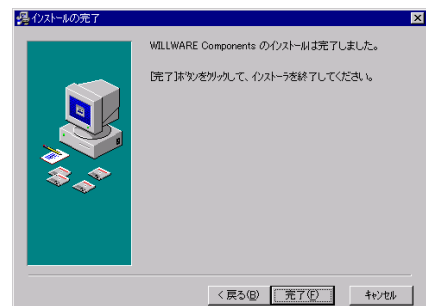 インストールの完了
WILLWARE Components のインストールは完了しました。
[完了]ボタンをクリックして、インストーラを終了してください。
< 戻る(B)
完了(F)
キャンセル